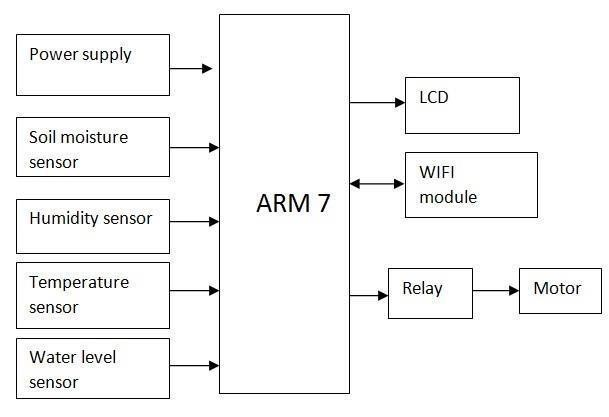 Power supply
Soil moisture
sensor
Humidity sensor
Temperature
sensor
Water level
sensor
ARM 7
LCD
WIFI
module
Relay
Motor